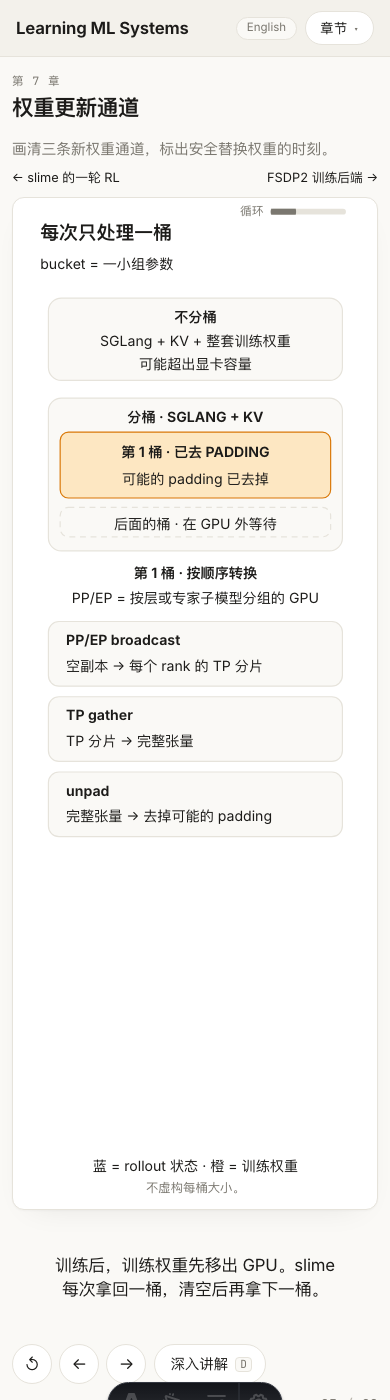 Learning ML Systems
English
章节
第 7 章
权重更新通道
画清三条新权重通道，标出安全替换权重的时刻。
← slime 的一轮 RL
FSDP2 训练后端 →
循环
每次只处理一桶
bucket = 一小组参数
不分桶
SGLang + KV + 整套训练权重
可能超出显卡容量
分桶 · SGLANG + KV
第 1 桶 · 已去 PADDING
可能的 padding 已去掉
后面的桶 · 在 GPU 外等待
第 1 桶 · 按顺序转换
PP/EP = 按层或专家子模型分组的 GPU
PP/EP broadcast
空副本 → 每个 rank 的 TP 分片
TP gather
TP 分片 → 完整张量
unpad
完整张量 → 去掉可能的 padding
蓝 = rollout 状态 · 橙 = 训练权重
不虚构每桶大小。
训练后，训练权重先移出 GPU。slime
每次拿回一桶，清空后再拿下一桶。
深入讲解 D